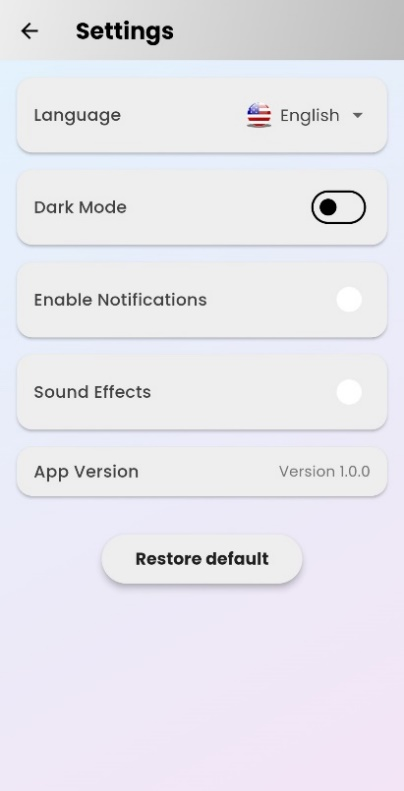 Settings
Language English
Dark Mode
Enable Notifications
Sound Effects
App Version Version 1.0.0
Restore default